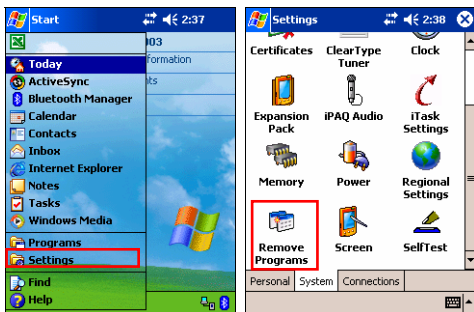 Start 2:37
003
Today
formation
ActiveSync
ts
Bluetooth Manager
Calendar
Contacts
Inbox
Internet Explorer
Notes
Tasks
Windows Media
Programs
Settings
Find
Help
Settings 2:38
Certificates ClearType Tuner Clock
Expansion Pack iPAQ Audio iTask Settings
Memory Power Regional Settings
Remove Programs Screen SelfTest
Personal System Connections